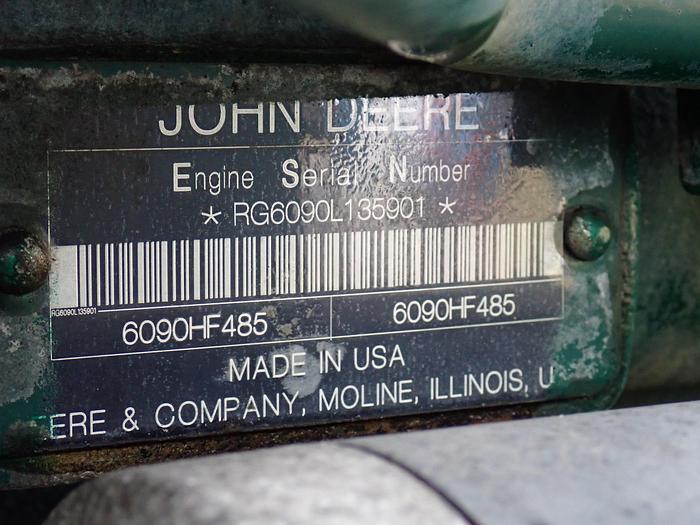 JOHN DEERE
Engine Serial Number
* RG6090L135901 *
RG6090L135901
6090HF485 6090HF485
MADE IN USA
ERE & COMPANY, MOLINE, ILLINOIS, U